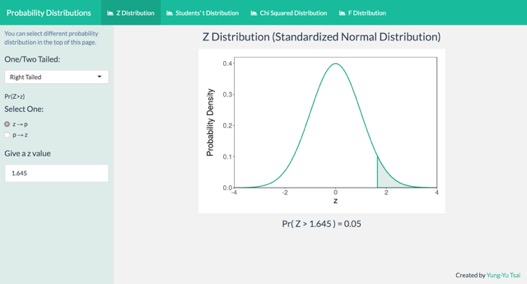 Probability Distributions
Z Distribution
Students' t Distribution
Chi Squared Distribution
F Distribution
You can select different probability
distribution in the top of this page.
One/Two Tailed:
Right Tailed
Pr(Z>z)
Select One:
z → p
p → z
Give a z value
1.645
Z Distribution (Standardized Normal Distribution)
Probability Density
0.4
0.3
0.2
0.1
0.0
-4 -2 0 2 4
z
Pr( Z > 1.645 ) = 0.05
Created by Yung-Yu Tsai